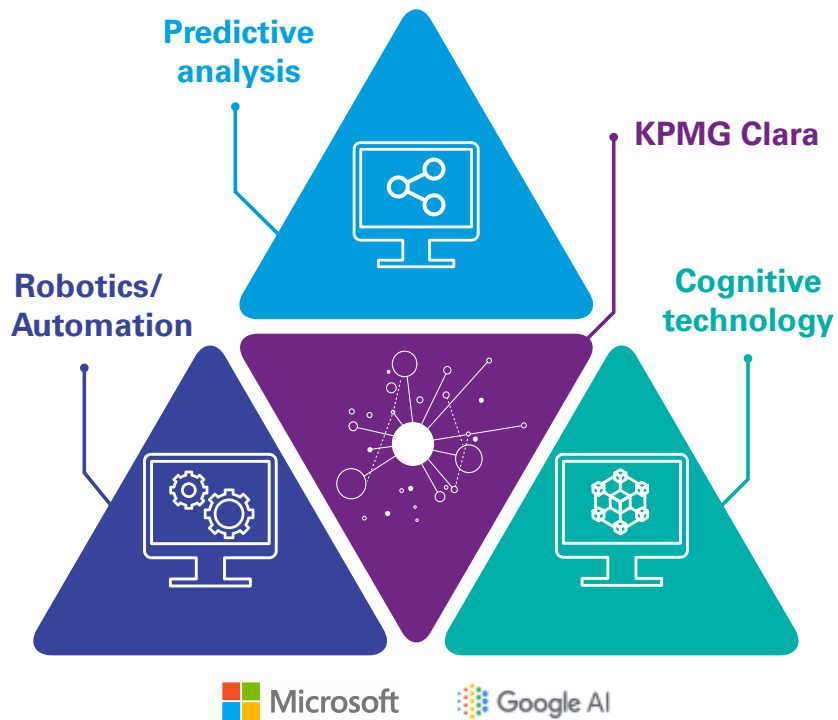 Predictive
analysis
KPMG Clara
Robotics/
Automation
Cognitive
technology
Microsoft
Google AI